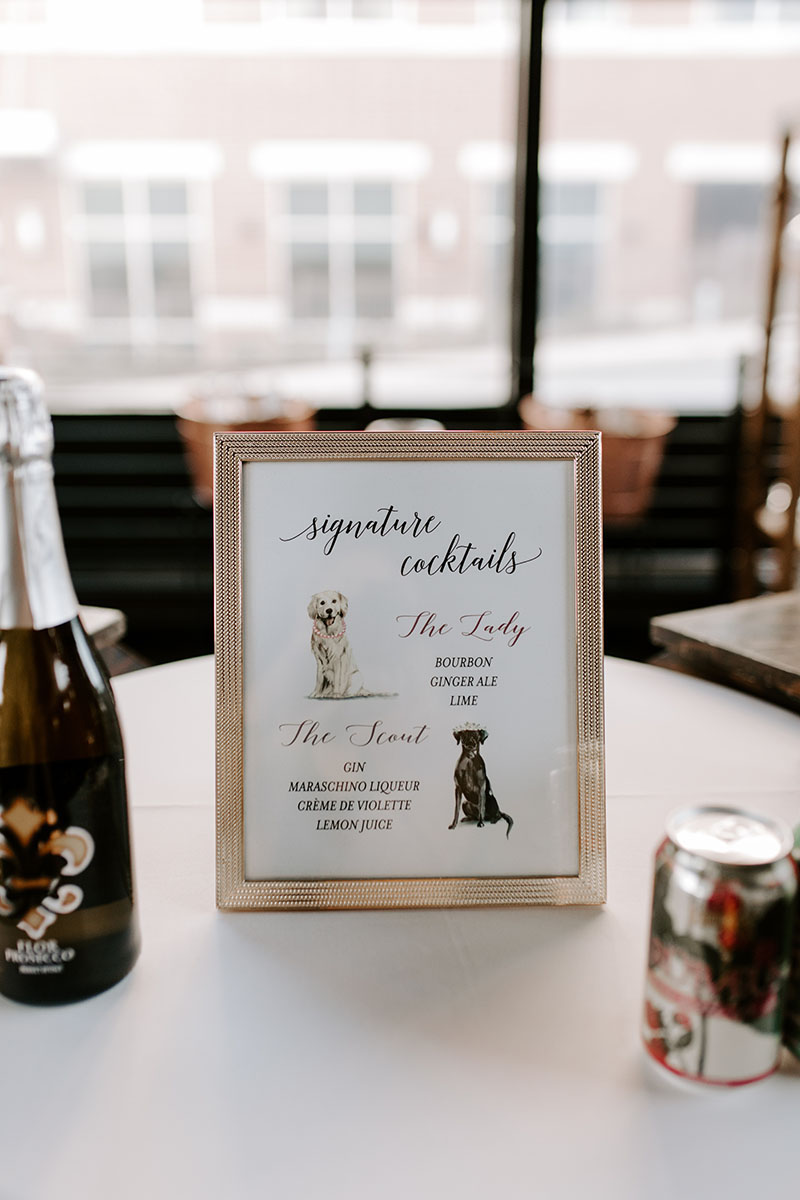 signature
cocktails
The Lady
BOURBON
GINGER ALE
LIME
The Scout
GIN
MARASCHINO LIQUEUR
CRÈME DE VIOLETTE
LEMON JUICE
FLOR
PROSECCO